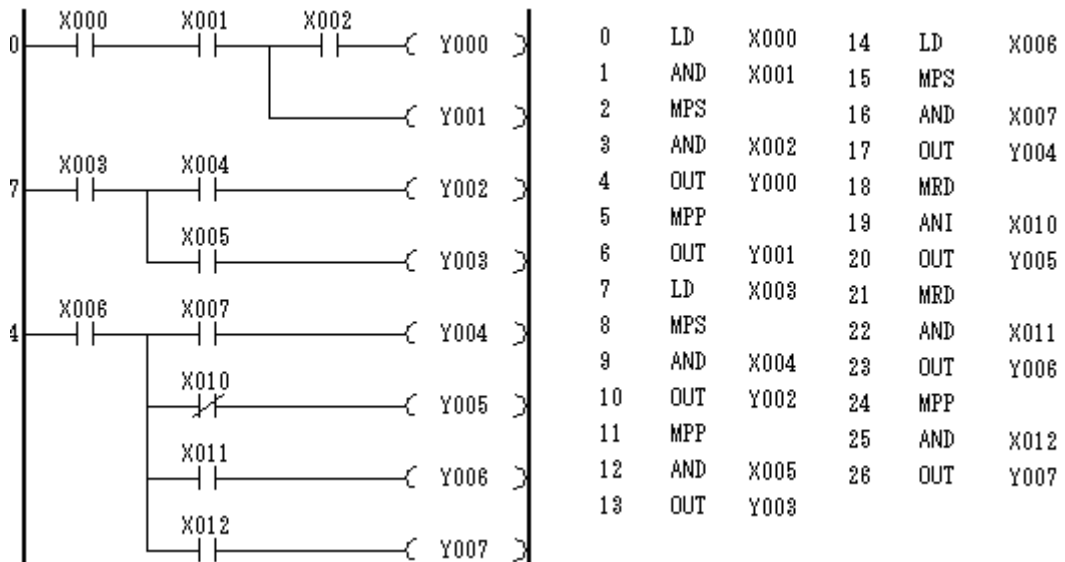 X000 X001 X002
0 Y000
Y001
X003 X004
7 Y002
X005
Y003
X006 X007
4 Y004
X010
Y005
X011
Y006
X012
Y007
0 LD X000
1 AND X001
2 MPS
3 AND X002
4 OUT Y000
5 MPP
6 OUT Y001
7 LD X003
8 MPS
9 AND X004
10 OUT Y002
11 MPP
12 AND X005
13 OUT Y003
14 LD X006
15 MPS
16 AND X007
17 OUT Y004
18 MRD
19 ANI X010
20 OUT Y005
21 MRD
22 AND X011
23 OUT Y006
24 MPP
25 AND X012
26 OUT Y007